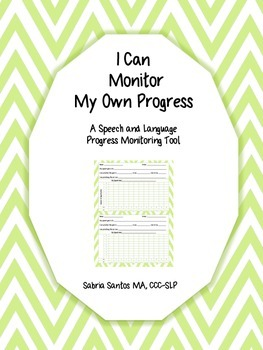 I Can
Monitor
My Own Progress
A Speech and Language
Progress Monitoring Tool
Sabria Santos MA, CCC-SLP